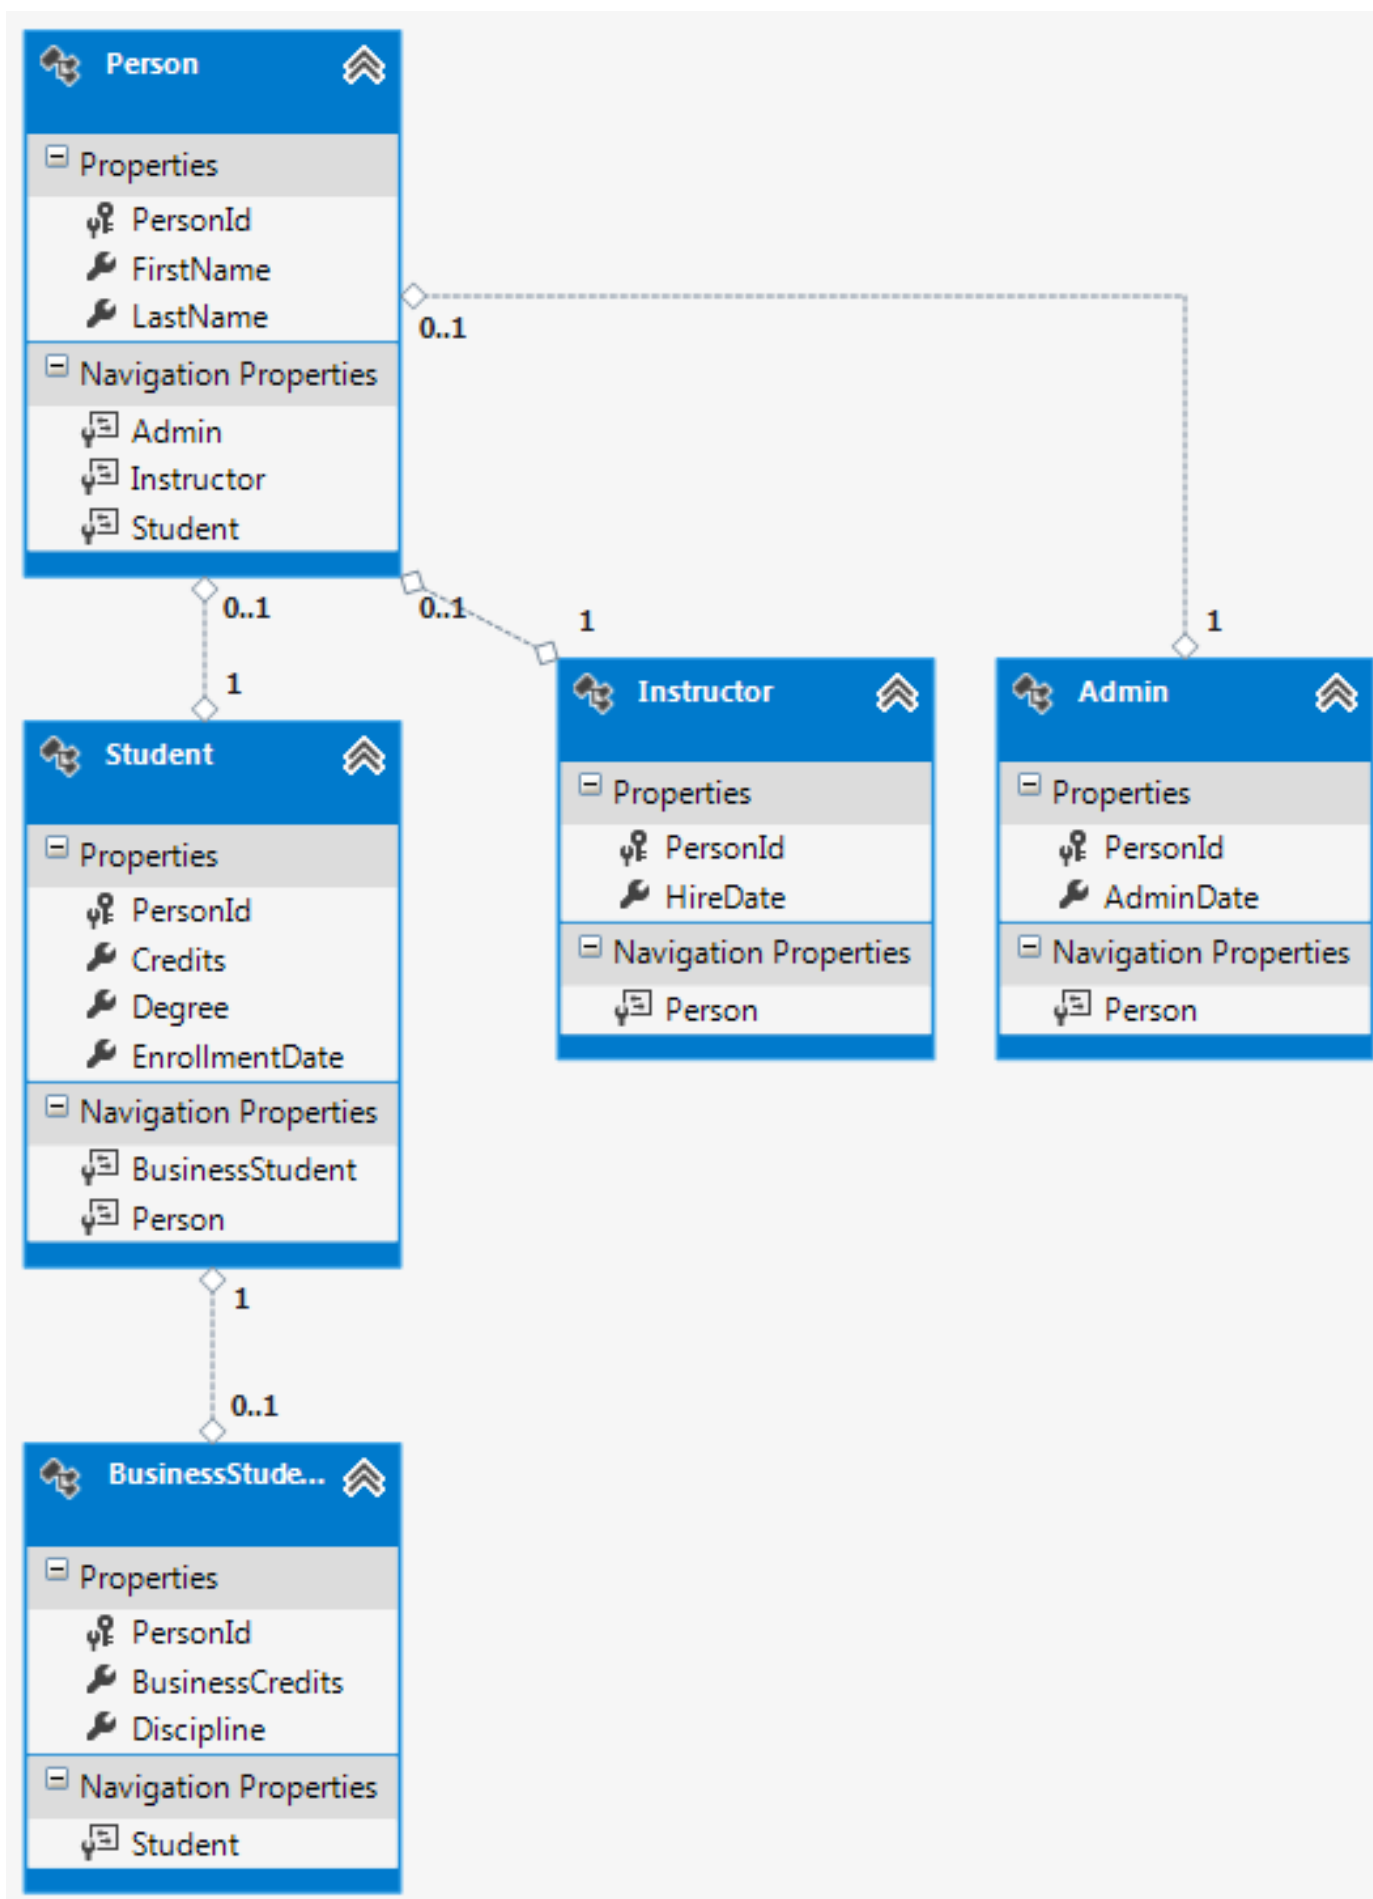 Person
Properties
PersonId
FirstName
LastName
Navigation Properties
Admin
Instructor
Student
0..1
0..1
0..1
1
1
1
Student
Properties
PersonId
Credits
Degree
EnrollmentDate
Navigation Properties
BusinessStudent
Person
Instructor
Properties
PersonId
HireDate
Navigation Properties
Person
Admin
Properties
PersonId
AdminDate
Navigation Properties
Person
1
0..1
BusinessStude...
Properties
PersonId
BusinessCredits
Discipline
Navigation Properties
Student